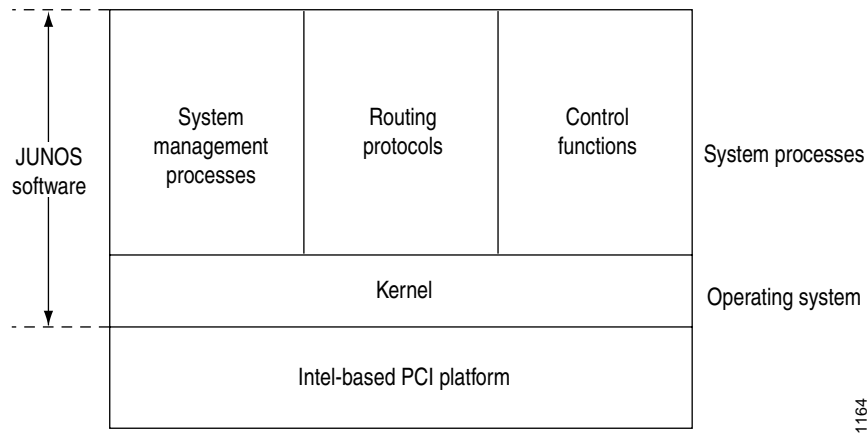 JUNOS
software
System
management
processes
Routing
protocols
Control
functions
System processes
Kernel
Operating system
Intel-based PCI platform
1164